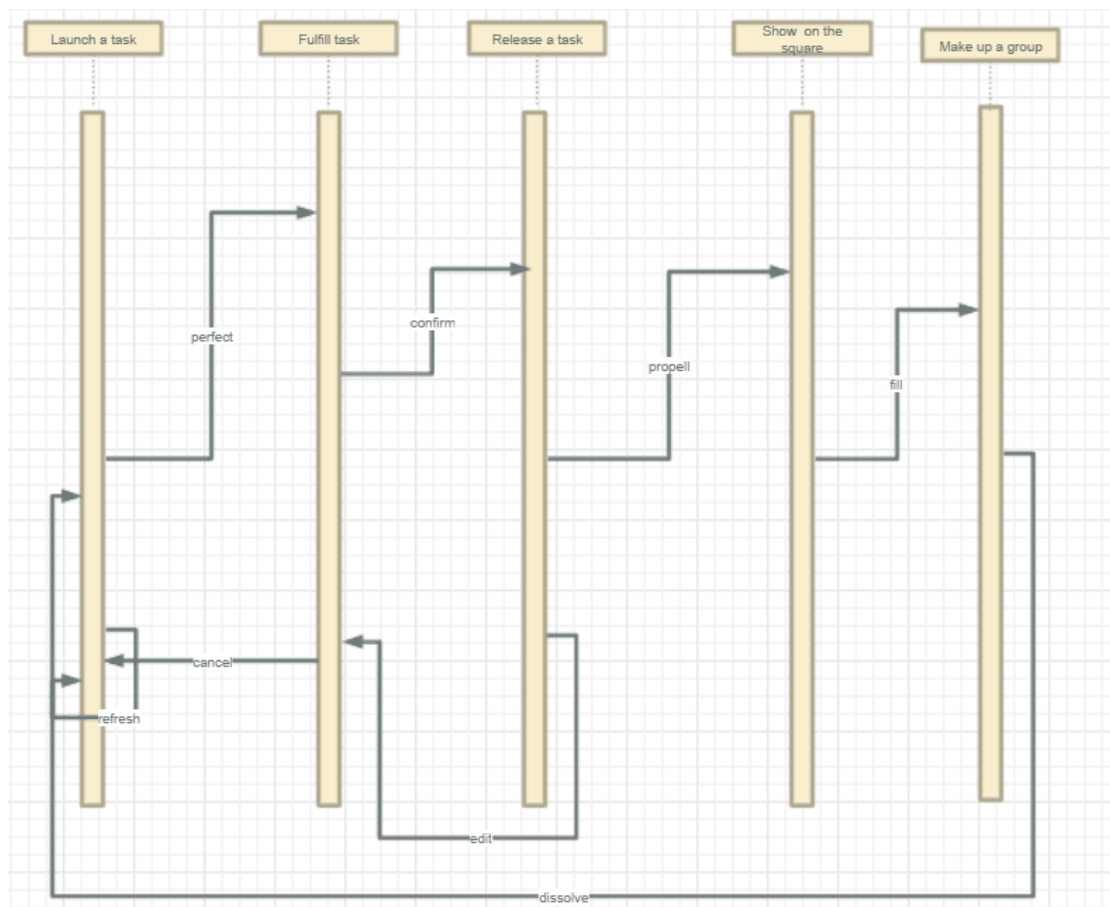 Launch a task
Fulfill task
Release a task
Show on the
square
Make up a group
perfect
confirm
propell
fill
cancel
refresh
edit
dissolve